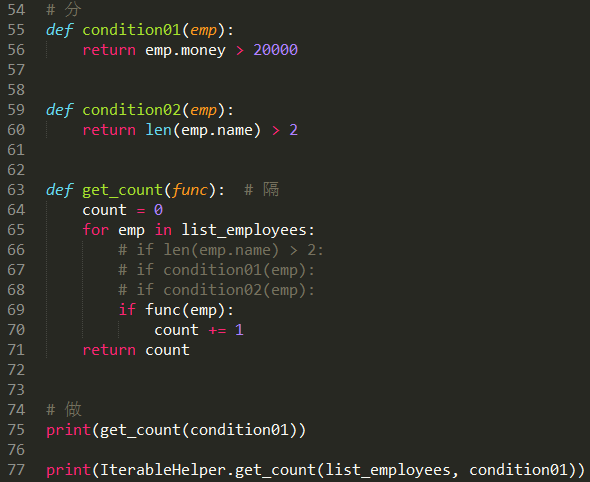 54 # 分
55 def condition01(emp):
56     return emp.money > 20000
57
58
59 def condition02(emp):
60     return len(emp.name) > 2
61
62
63 def get_count(func):  # 隔
64     count = 0
65     for emp in list_employees:
66         # if len(emp.name) > 2:
67         # if condition01(emp):
68         # if condition02(emp):
69         if func(emp):
70             count += 1
71     return count
72
73
74 # 做
75 print(get_count(condition01))
76
77 print(IterableHelper.get_count(list_employees, condition01))